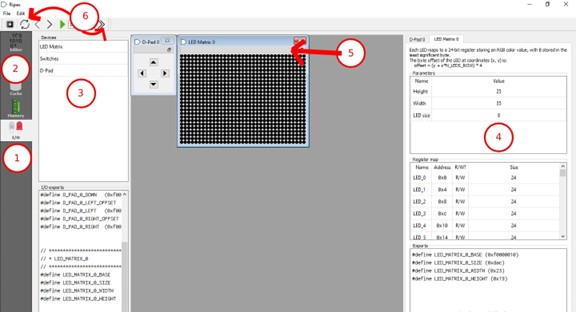 Ripes
File Edit
6
Editor
2
Cache
Memory
I/O
1
Devices
LED Matrix
Switches
D-Pad
3
I/O exports
#define D_PAD_0_DOWN (0xf00
#define D_PAD_0_LEFT_OFFSET
#define D_PAD_0_LEFT (0xf00
#define D_PAD_0_RIGHT_OFFSET
#define D_PAD_0_RIGHT (0xf00
// * LED_MATRIX_0
#define LED_MATRIX_0_BASE
#define LED_MATRIX_0_SIZE
#define LED_MATRIX_0_WIDTH
#define LED_MATRIX_0_HEIGHT
D-Pad 0
LED Matrix 0
5
D-Pad 0 LED Matrix 0
Each LED maps to a 24-bit register storing an RGB color value, with B stored in the
least significant byte.
The byte offset of the LED at coordinates (x, y) is:
offset = (y + x*N_LEDS_ROW) * 4
Parameters
Name Value
Height 25
Width 35
LED size 8
4
Register map
Name Address R/W? Size
LED_0 0x0 R/W 24
LED_1 0x4 R/W 24
LED_2 0x8 R/W 24
LED_3 0xc R/W 24
LED_4 0x10 R/W 24
LED_5 0x14 R/W 24
Exports
#define LED_MATRIX_0_BASE (0xf0000010)
#define LED_MATRIX_0_SIZE (0xdac)
#define LED_MATRIX_0_WIDTH (0x23)
#define LED_MATRIX_0_HEIGHT (0x19)